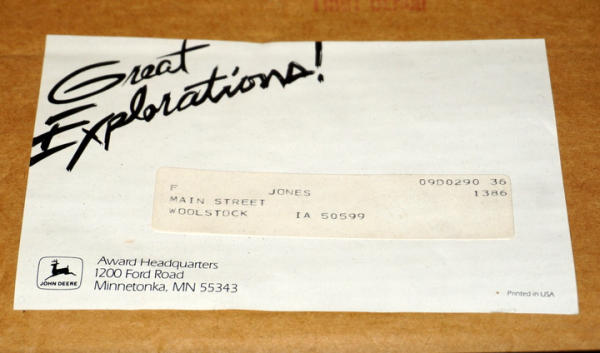 Great
Explorations!
F JONES 09D0290 36
MAIN STREET 1386
WOOLSTOCK IA 50599
JOHN DEERE
Award Headquarters
1200 Ford Road
Minnetonka, MN 55343
Printed in USA